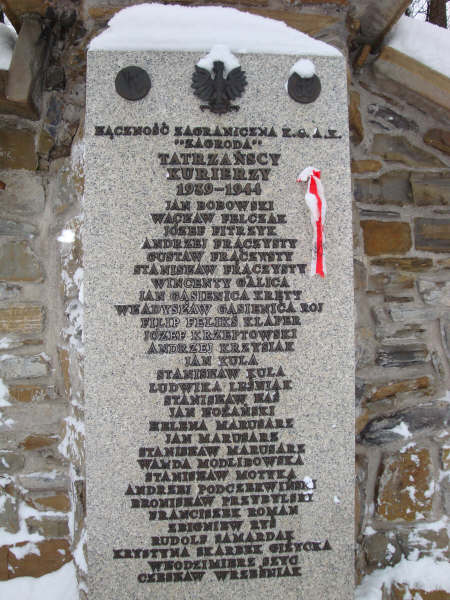 ŁĄCZNOŚĆ ZAGRANICZNA K.G.A.K.
"ZAGRODA"
TATRZAŃSCY
KURIERZY
1939-1944
JAN BOBOWSKI
WACŁAW FELCZAK
JÓZEF FITRZYK
ANDRZEJ FRĄCZYSTY
GUSTAW FRĄCZYSTY
STANISŁAW FRĄCZYSTY
WINCENTY GALICA
JAN GĄSIENICA KRĘTY
WŁADYSŁAW GĄSIENICA ROJ
FILIP FELIKS KLAPER
JÓZEF KRZEPTOWSKI
ANDRZEJ KRZYSIAK
JAN KULA
STANISŁAW KULA
LUDWIKA LEŚNIAK
STANISŁAW
JAN ŁOŻAŃSKI
HELENA MARUSARZ
JAN MARUSARZ
STANISŁAW MARUSARZ
WANDA MODLIBOWSKA
STANISŁAW MOTYKA
ANDRZEJ PODCZERWIŃSKI
BRONISŁAW PRZYBYLSKI
FRANCISZEK ROMAN
ZBIGNIEW RYŚ
RUDOLF SAMARDAK
KRYSTYNA SKARBEK GIŻYCKA
WŁODZIMIERZ SZYC
CZESŁAW WRZEŚNIAK